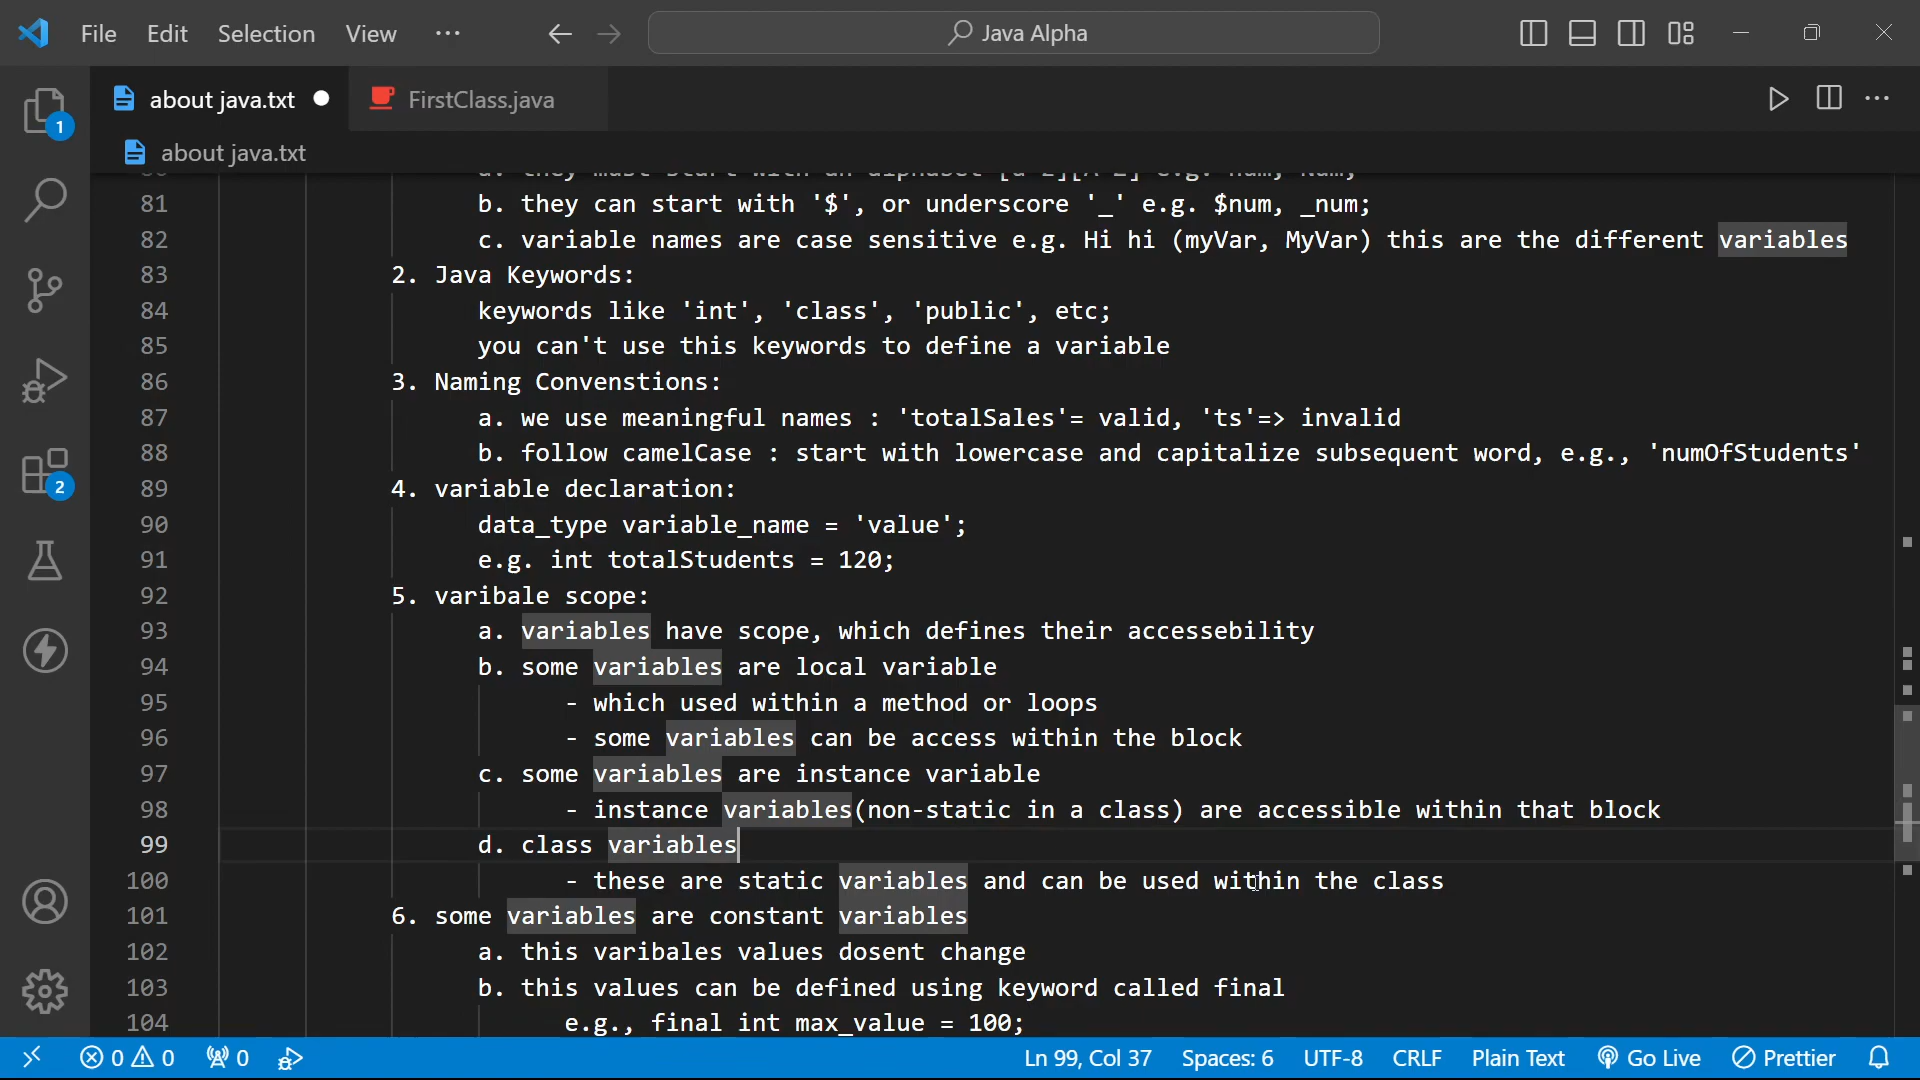 File Edit Selection View ··· Java Alpha
about java.txt FirstClass.java
about java.txt
81 b. they can start with '$', or underscore '_' e.g. $num, _num;
82 c. variable names are case sensitive e.g. Hi hi (myVar, MyVar) this are the different variables
83 2. Java Keywords:
84 keywords like 'int', 'class', 'public', etc;
85 you can't use this keywords to define a variable
86 3. Naming Convenstions:
87 a. we use meaningful names : 'totalSales'= valid, 'ts'=> invalid
88 b. follow camelCase : start with lowercase and capitalize subsequent word, e.g., 'numOfStudents'
89 4. variable declaration:
90 data_type variable_name = 'value';
91 e.g. int totalStudents = 120;
92 5. varibale scope:
93 a. variables have scope, which defines their accessebility
94 b. some variables are local variable
95 - which used within a method or loops
96 - some variables can be access within the block
97 c. some variables are instance variable
98 - instance variables(non-static in a class) are accessible within that block
99 d. class variables
100 - these are static variables and can be used within the class
101 6. some variables are constant variables
102 a. this varibales values dosent change
103 b. this values can be defined using keyword called final
104 e.g., final int max_value = 100;
1
2
0 0 0 Ln 99, Col 37 Spaces: 6 UTF-8 CRLF Plain Text Go Live Prettier